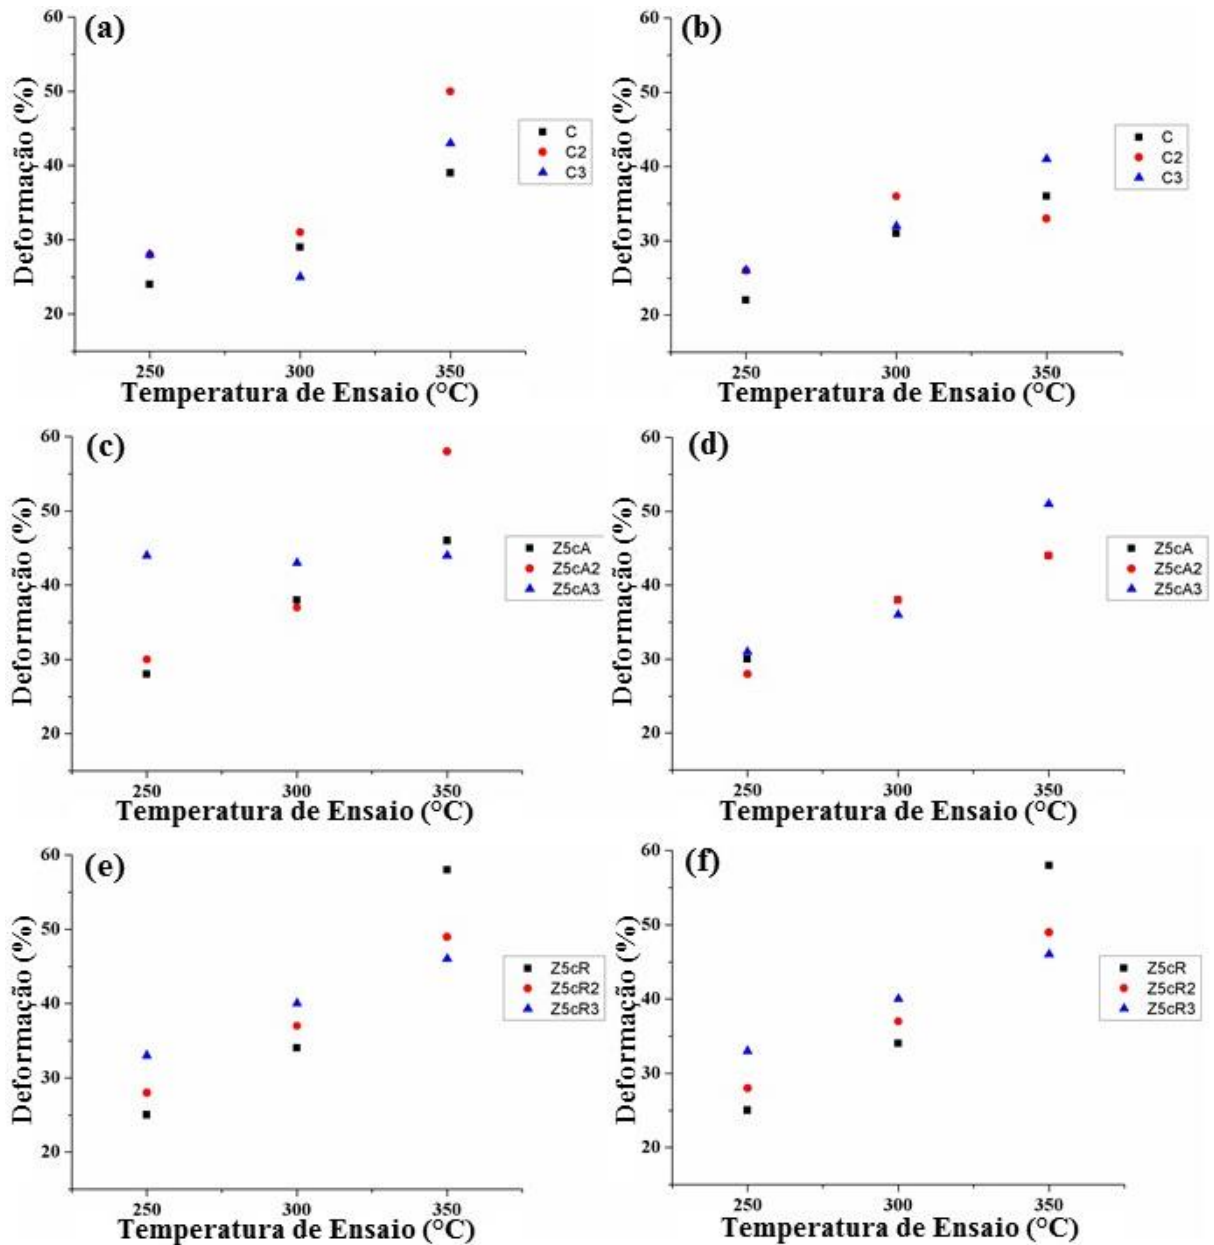 (a)
60
50
40
30
20
Deformação (%)
C
C2
C3
250 300 350
Temperatura de Ensaio (°C)
(b)
60
50
40
30
20
Deformação (%)
C
C2
C3
250 300 350
Temperatura de Ensaio (°C)
(c)
60
50
40
30
20
Deformação (%)
Z5cA
Z5cA2
Z5cA3
250 300 350
Temperatura de Ensaio (°C)
(d)
60
50
40
30
20
Deformação (%)
Z5cA
Z5cA2
Z5cA3
250 300 350
Temperatura de Ensaio (°C)
(e)
60
50
40
30
20
Deformação (%)
Z5cR
Z5cR2
Z5cR3
250 300 350
Temperatura de Ensaio (°C)
(f)
60
50
40
30
20
Deformação (%)
Z5cR
Z5cR2
Z5cR3
250 300 350
Temperatura de Ensaio (°C)